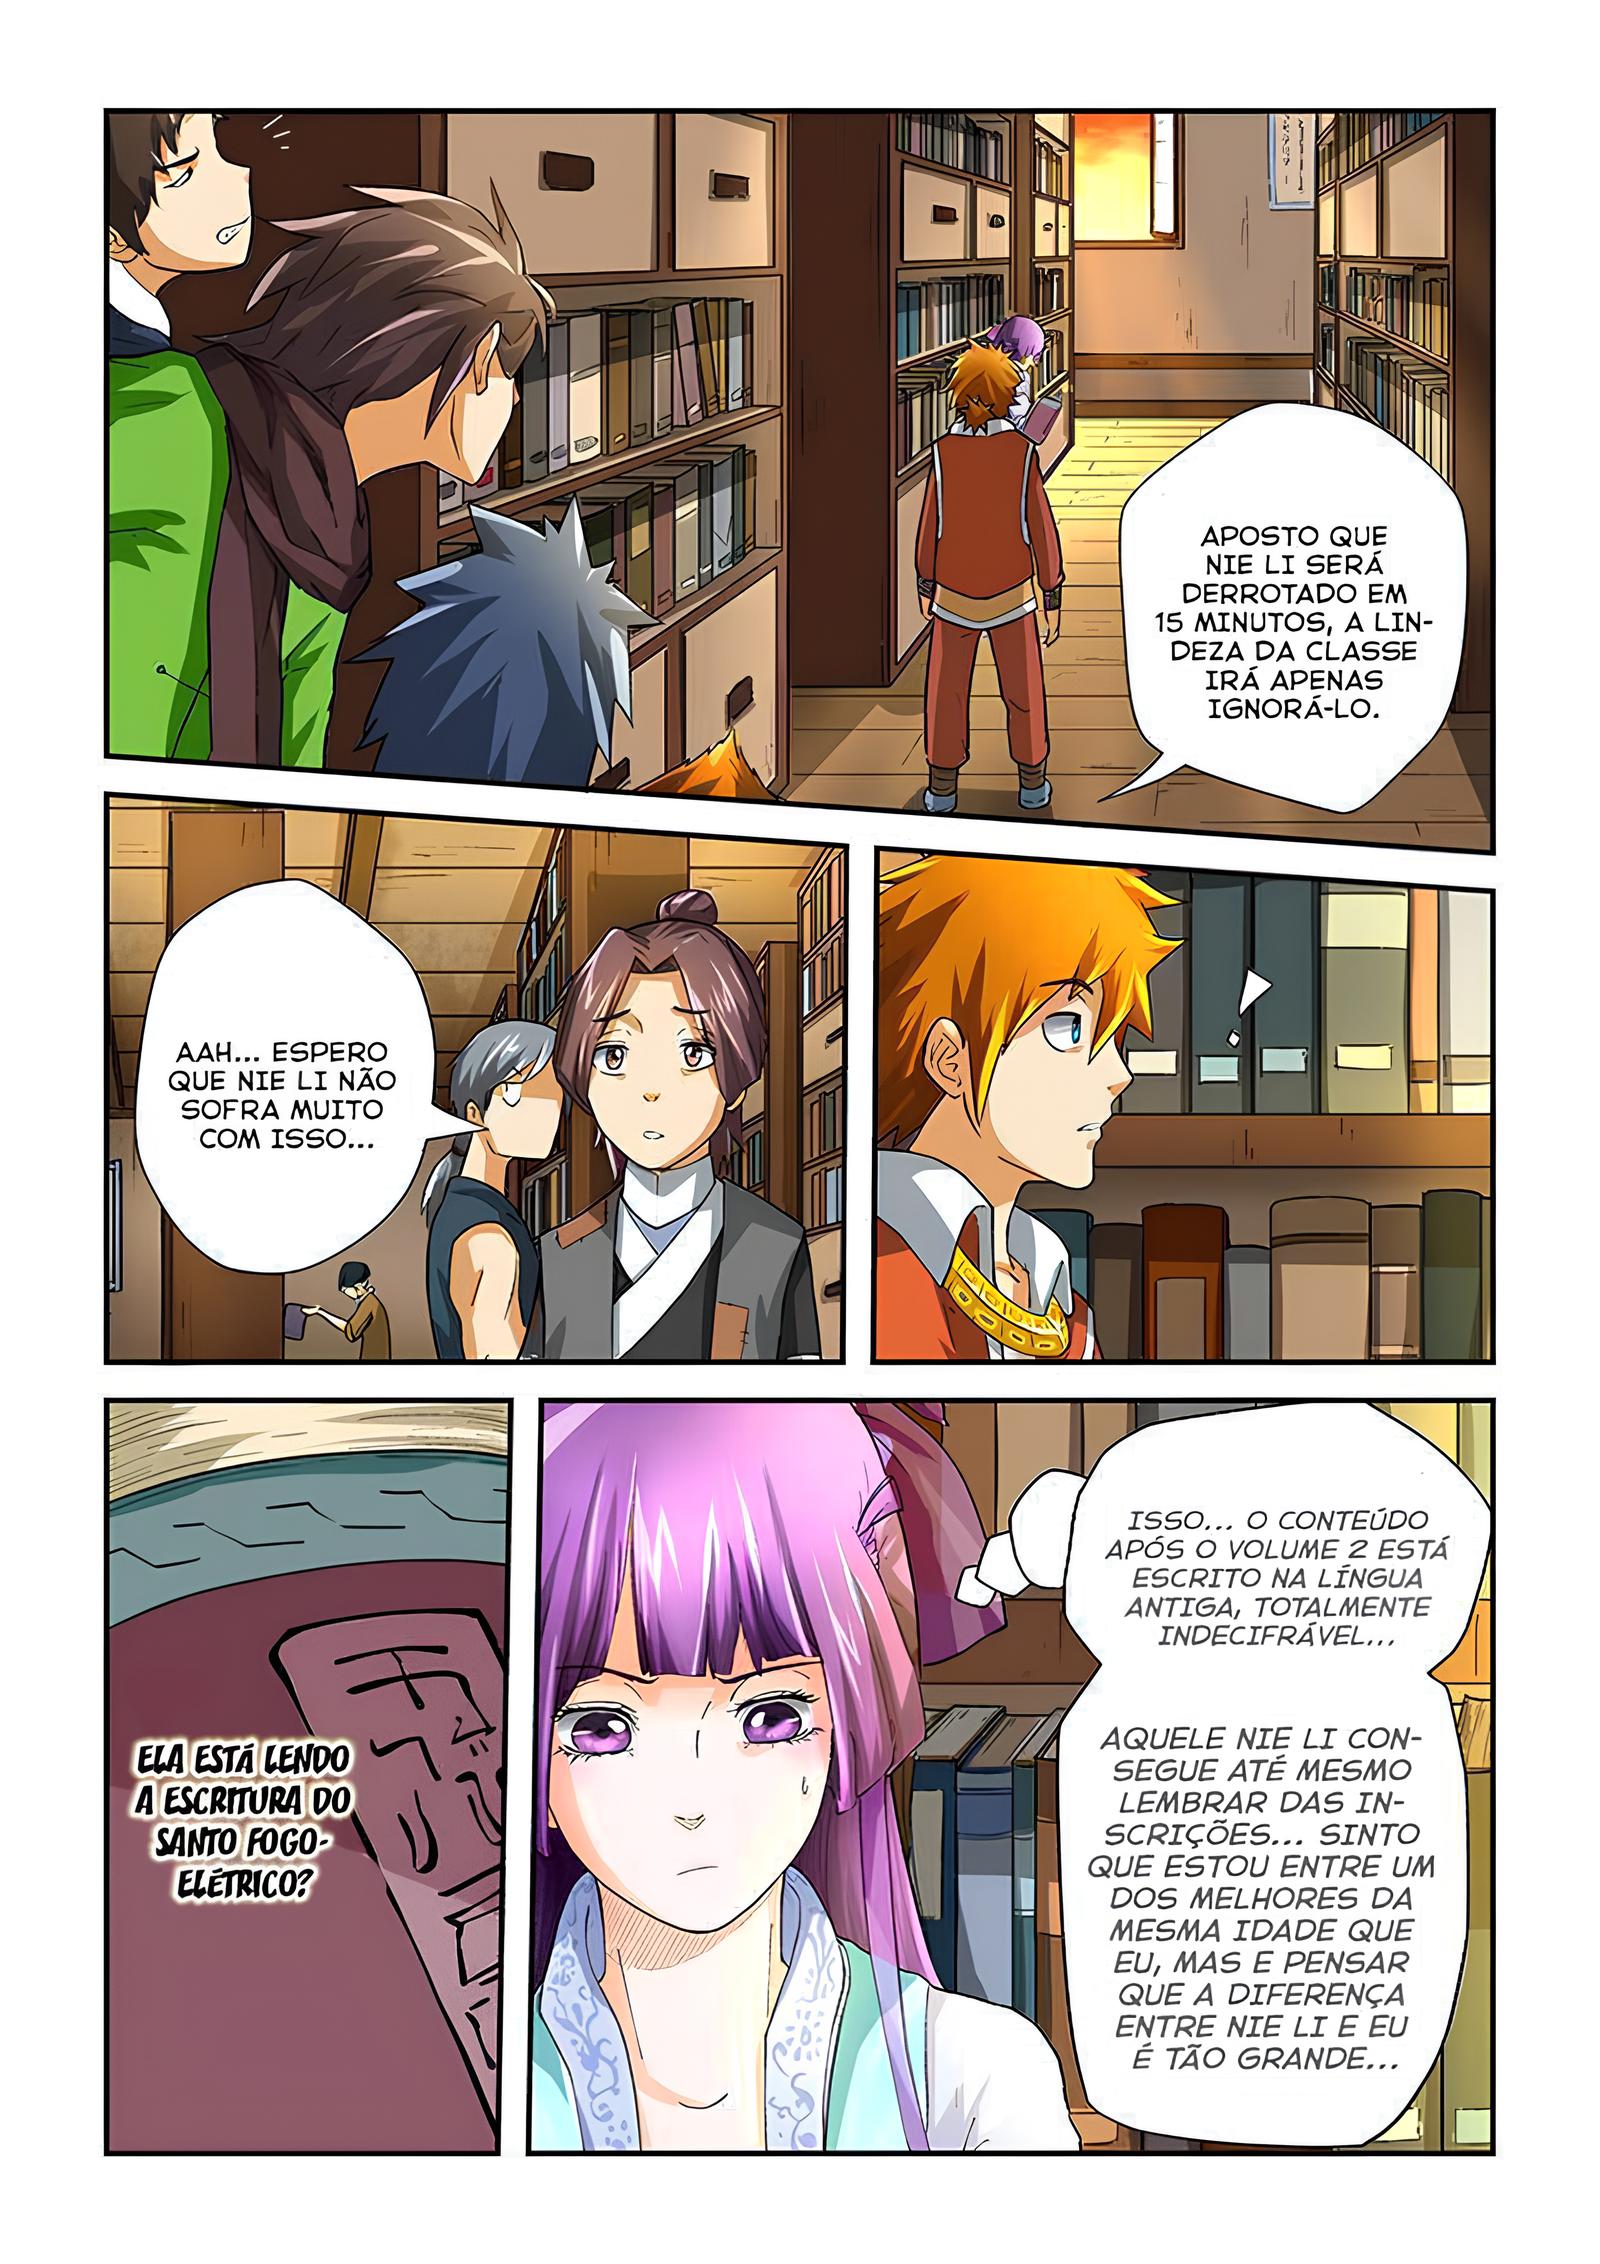 APOSTO QUE
NIE LI SERÁ
DERROTADO EM
15 MINUTOS, A LIN-
DEZA DA CLASSE
IRÁ APENAS
IGNORÁ-LO.
AAH... ESPERO
QUE NIE LI NÃO
SOFRA MUITO
COM ISSO...
ELA ESTÁ LENDO
A ESCRITURA DO
SANTO FOGO-
ELÉTRICO?
ISSO... O CONTEÚDO
APÓS O VOLUME 2 ESTÁ
ESCRITO NA LÍNGUA
ANTIGA, TOTALMENTE
INDECIFRÁVEL...
AQUELE NIE LI CON-
SEGUE ATÉ MESMO
LEMBRAR DAS IN-
SCRIÇÕES... SINTO
QUE ESTOU ENTRE UM
DOS MELHORES DA
MESMA IDADE QUE
EU, MAS E PENSAR
QUE A DIFERENÇA
ENTRE NIE LI E EU
É TÃO GRANDE...